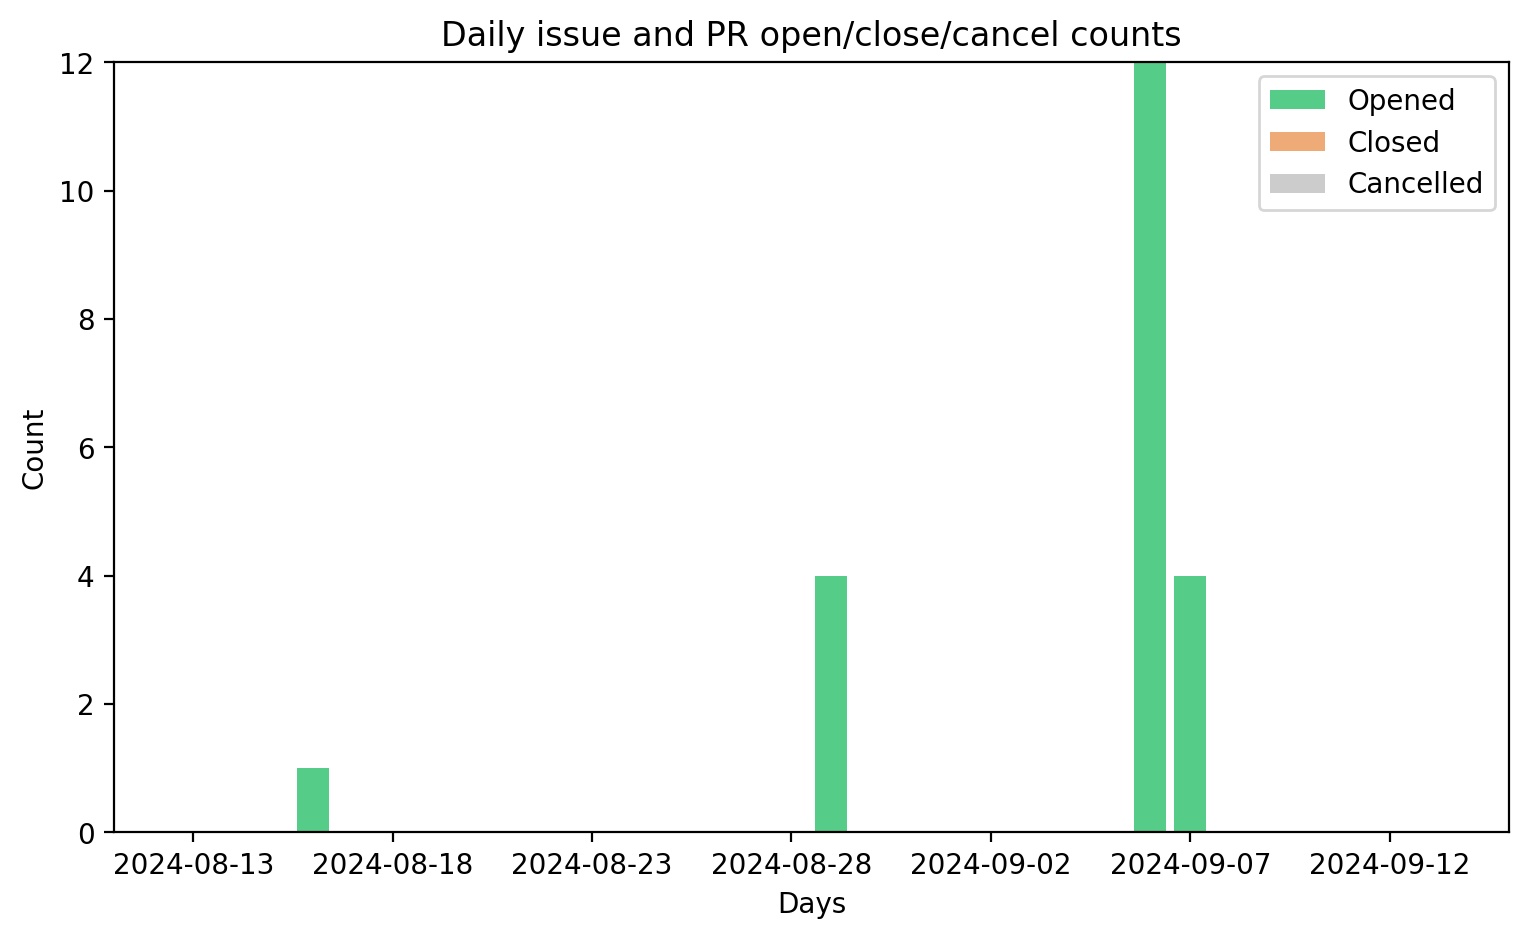 Daily issue and PR open/close/cancel counts
12
10
8
6
4
2
0
Count
Opened
Closed
Cancelled
2024-08-13 2024-08-18 2024-08-23 2024-08-28 2024-09-02 2024-09-07 2024-09-12
Days